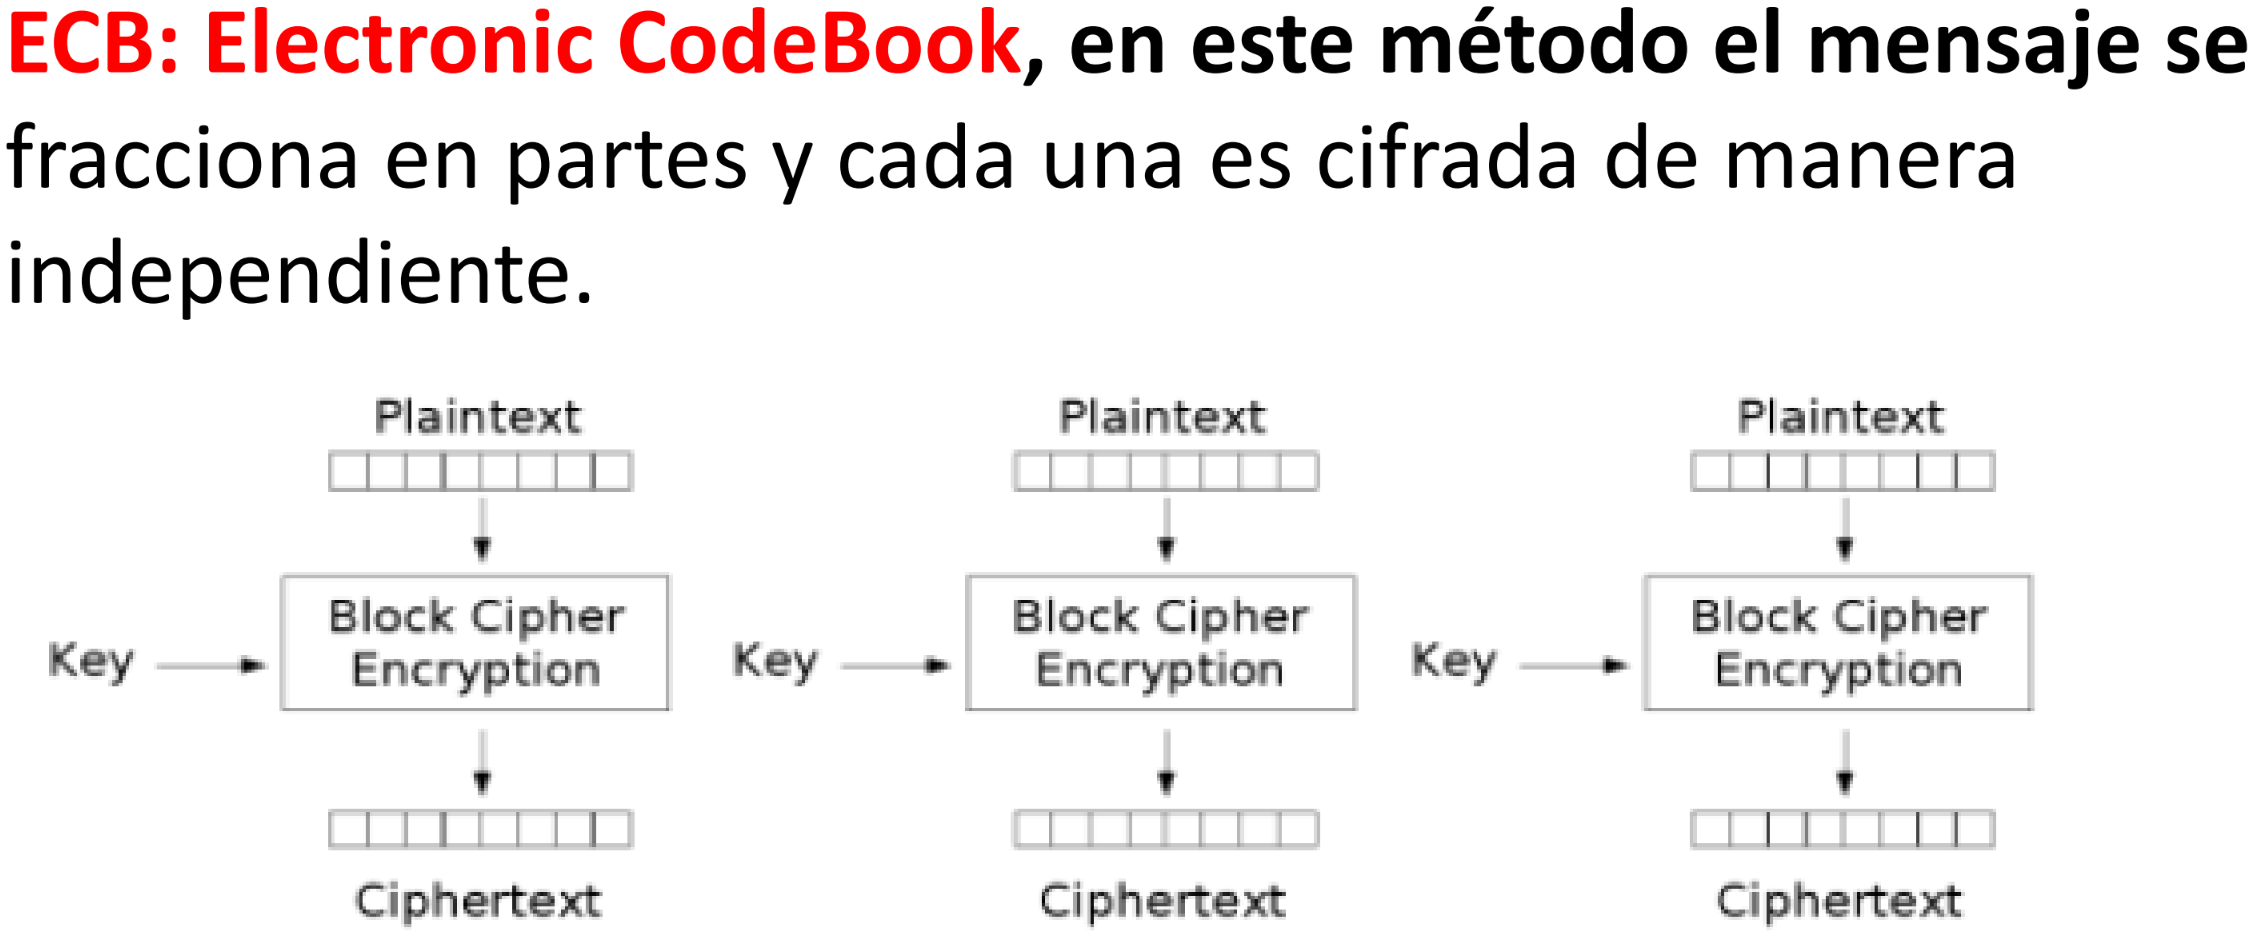 ECB: Electronic CodeBook, en este método el mensaje se
fracciona en partes y cada una es cifrada de manera
independiente.
Plaintext Plaintext Plaintext
Block Cipher Block Cipher Block Cipher
Key Encryption Key Encryption Key Encryption
Ciphertext Ciphertext Ciphertext